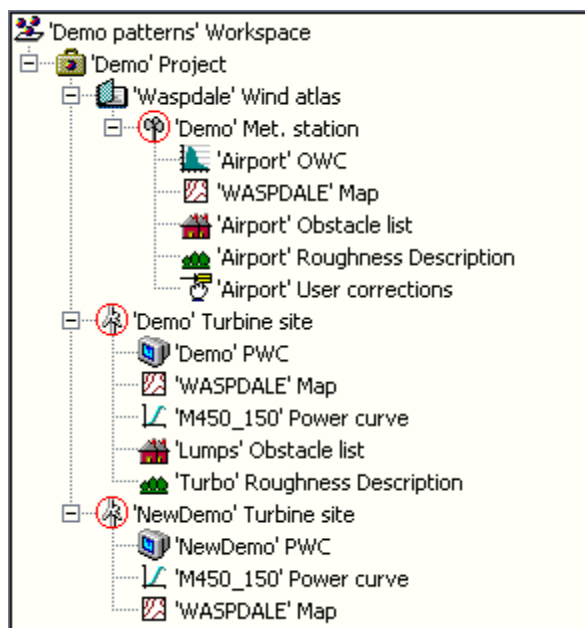 'Demo patterns' Workspace
'Demo' Project
'Waspdale' Wind atlas
'Demo' Met. station
'Airport' OWC
'WASPDALE' Map
'Airport' Obstacle list
'Airport' Roughness Description
'Airport' User corrections
'Demo' Turbine site
'Demo' PWC
'WASPDALE' Map
'M450_150' Power curve
'Lumps' Obstacle list
'Turbo' Roughness Description
'NewDemo' Turbine site
'NewDemo' PWC
'M450_150' Power curve
'WASPDALE' Map